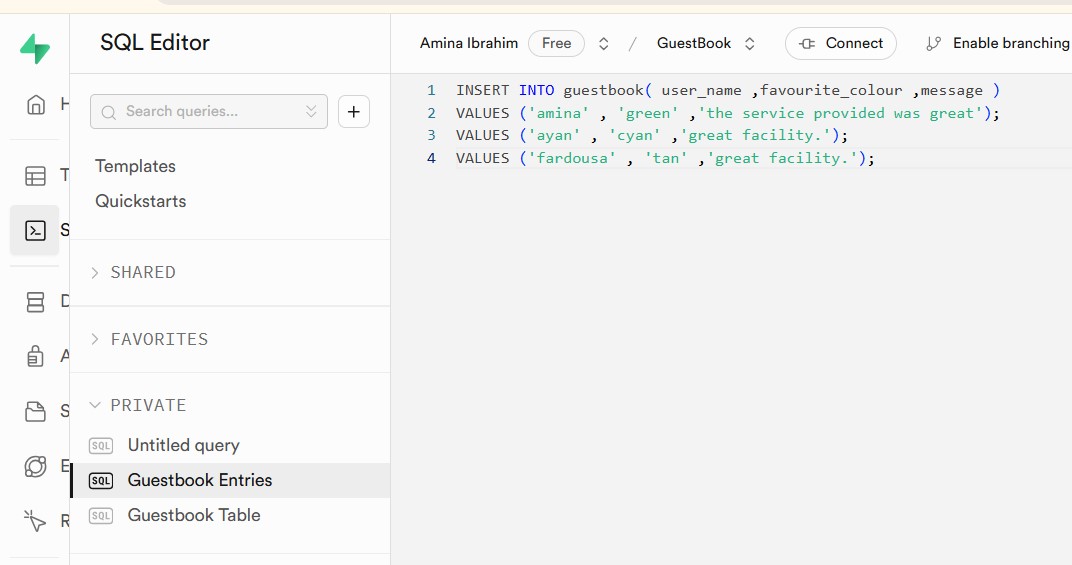 SQL Editor
Amina Ibrahim Free / GuestBook Connect Enable branching
H
Search queries... +
Templates
T
Quickstarts
S
SHARED
D
FAVORITES
A
PRIVATE
S
SQL Untitled query
E
SQL Guestbook Entries
SQL Guestbook Table
R
1 INSERT INTO guestbook( user_name ,favourite_colour ,message )
2 VALUES ('amina' , 'green' ,'the service provided was great');
3 VALUES ('ayan' , 'cyan' ,'great facility.');
4 VALUES ('fardousa' , 'tan' ,'great facility.');